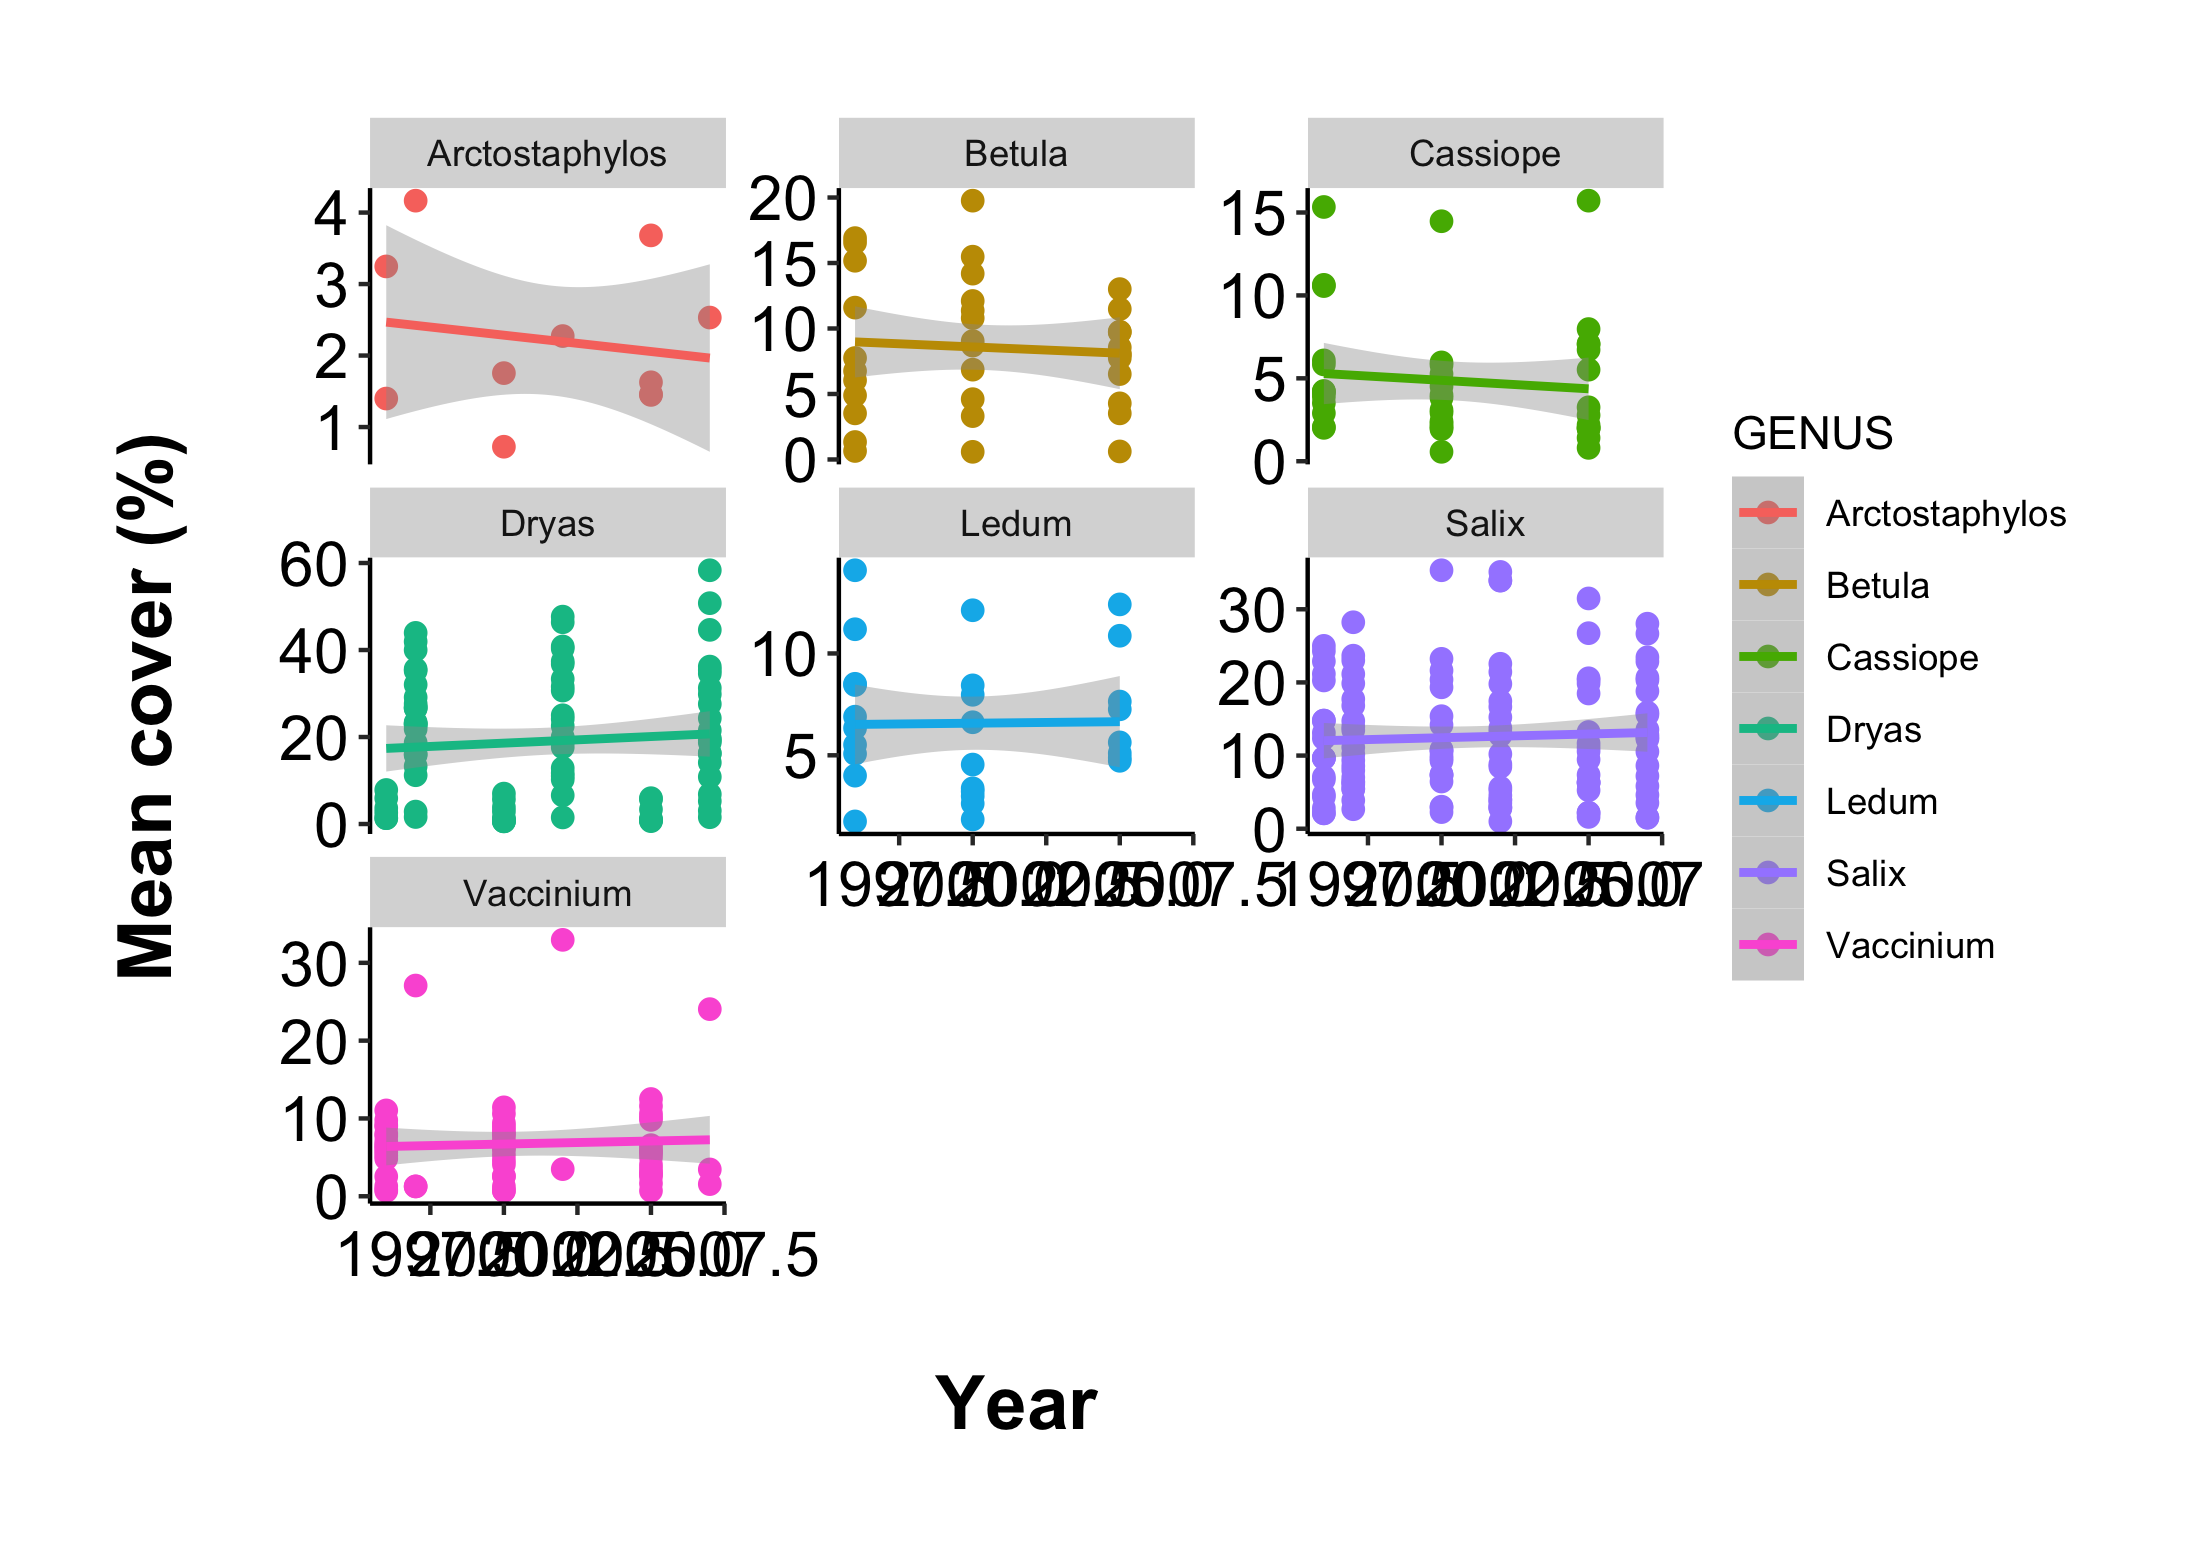 Arctostaphylos
Betula
Cassiope
4
3
2
1
20
15
10
5
0
15
10
5
0
Dryas
Ledum
Salix
60
40
20
0
10
5
30
20
10
0
Vaccinium
30
20
10
0
Mean cover (%)
Year
GENUS
Arctostaphylos
Betula
Cassiope
Dryas
Ledum
Salix
Vaccinium